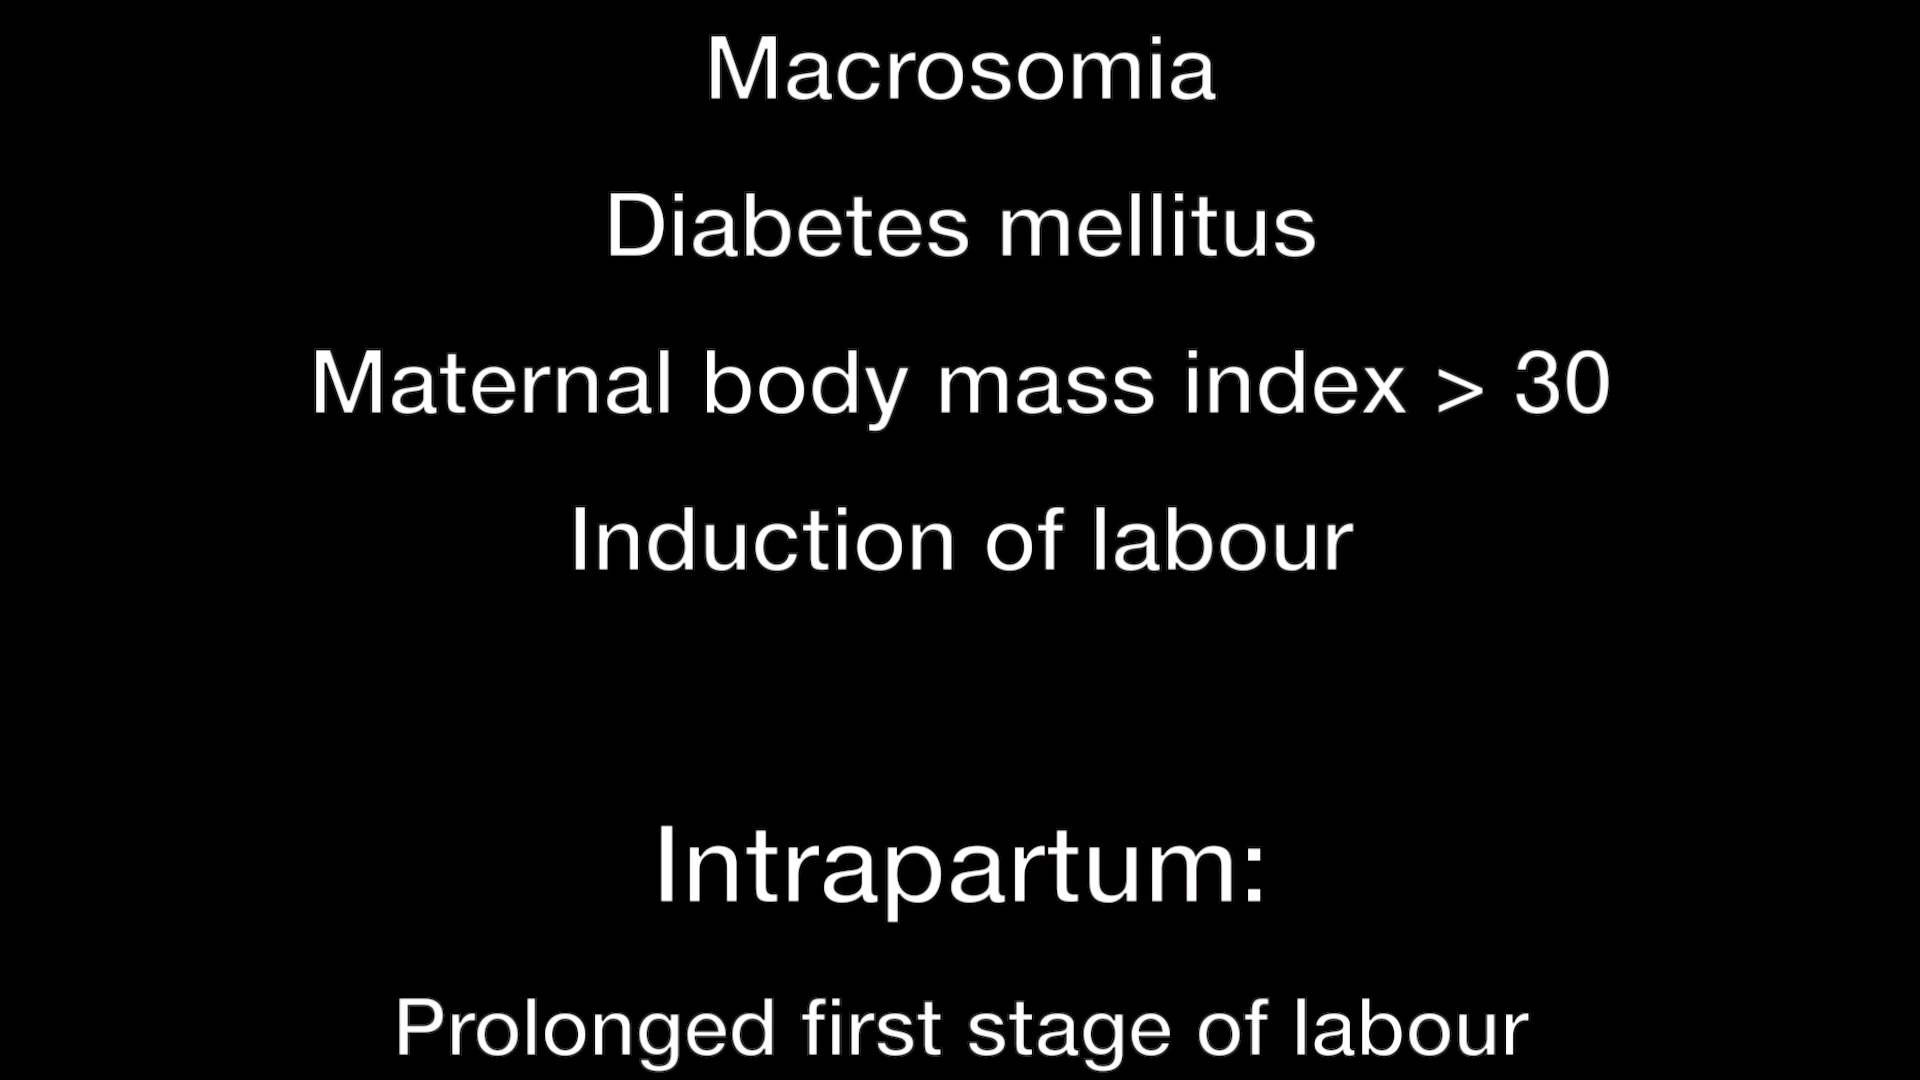 Macrosomia
Diabetes mellitus
Maternal body mass index > 30
Induction of labour
Intrapartum:
Prolonged first stage of labour